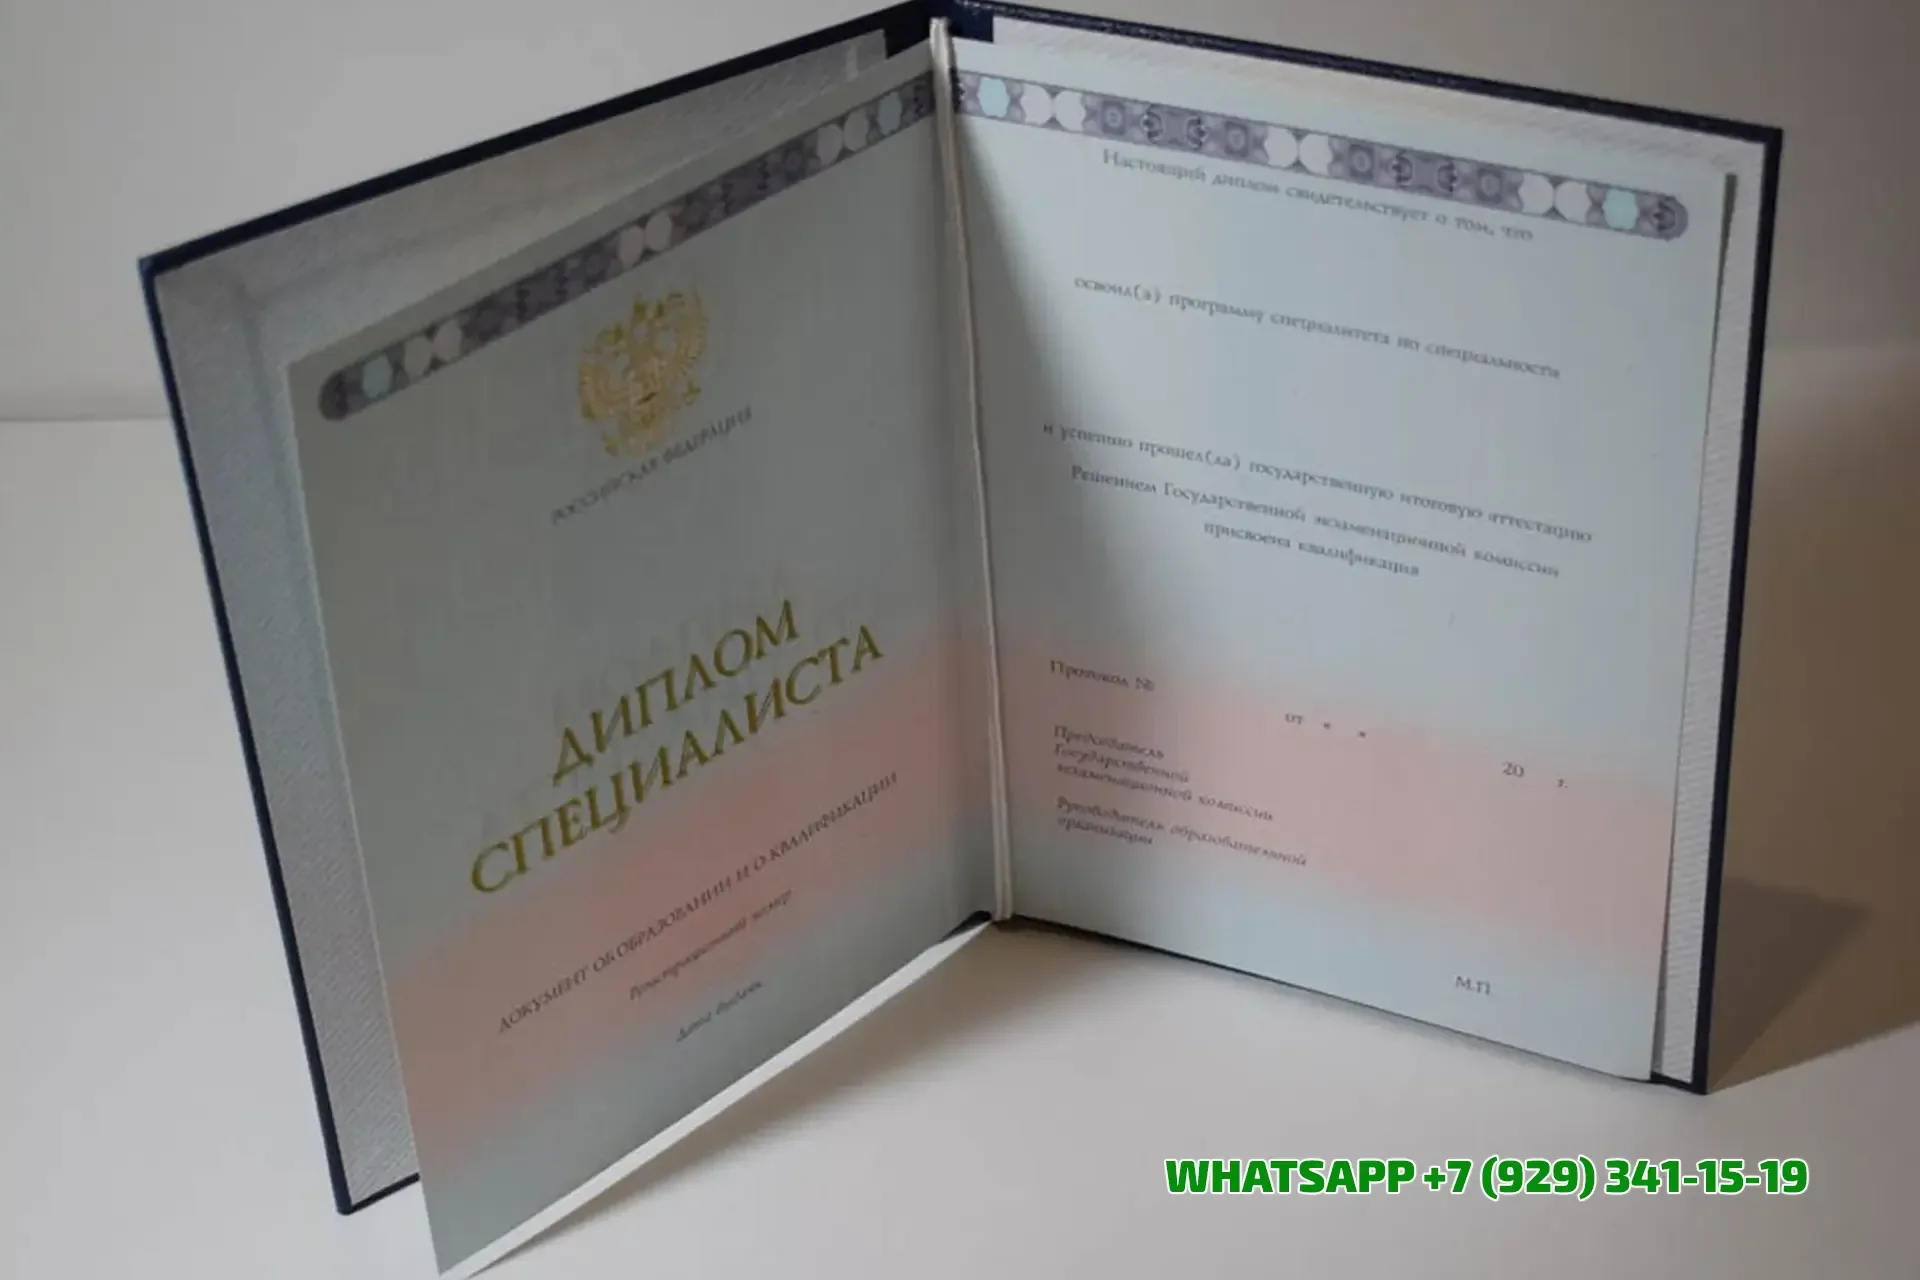 РОССИЙСКАЯ ФЕДЕРАЦИЯ
ДИПЛОМ
СПЕЦИАЛИСТА
ДОКУМЕНТ ОБ ОБРАЗОВАНИИ И О КВАЛИФИКАЦИИ
Регистрационный номер
Дата выдачи
Настоящий диплом свидетельствует о том, что
освоил(а) программу специалитета по специальности
и успешно прошел(ла) государственную итоговую аттестацию
Решением Государственной экзаменационной комиссии
присвоена квалификация
Протокол №
от « »
20 г.
Председатель
Государственной
экзаменационной комиссии
Руководитель образовательной
организации
М.П.
WHATSAPP +7 (929) 341-15-19